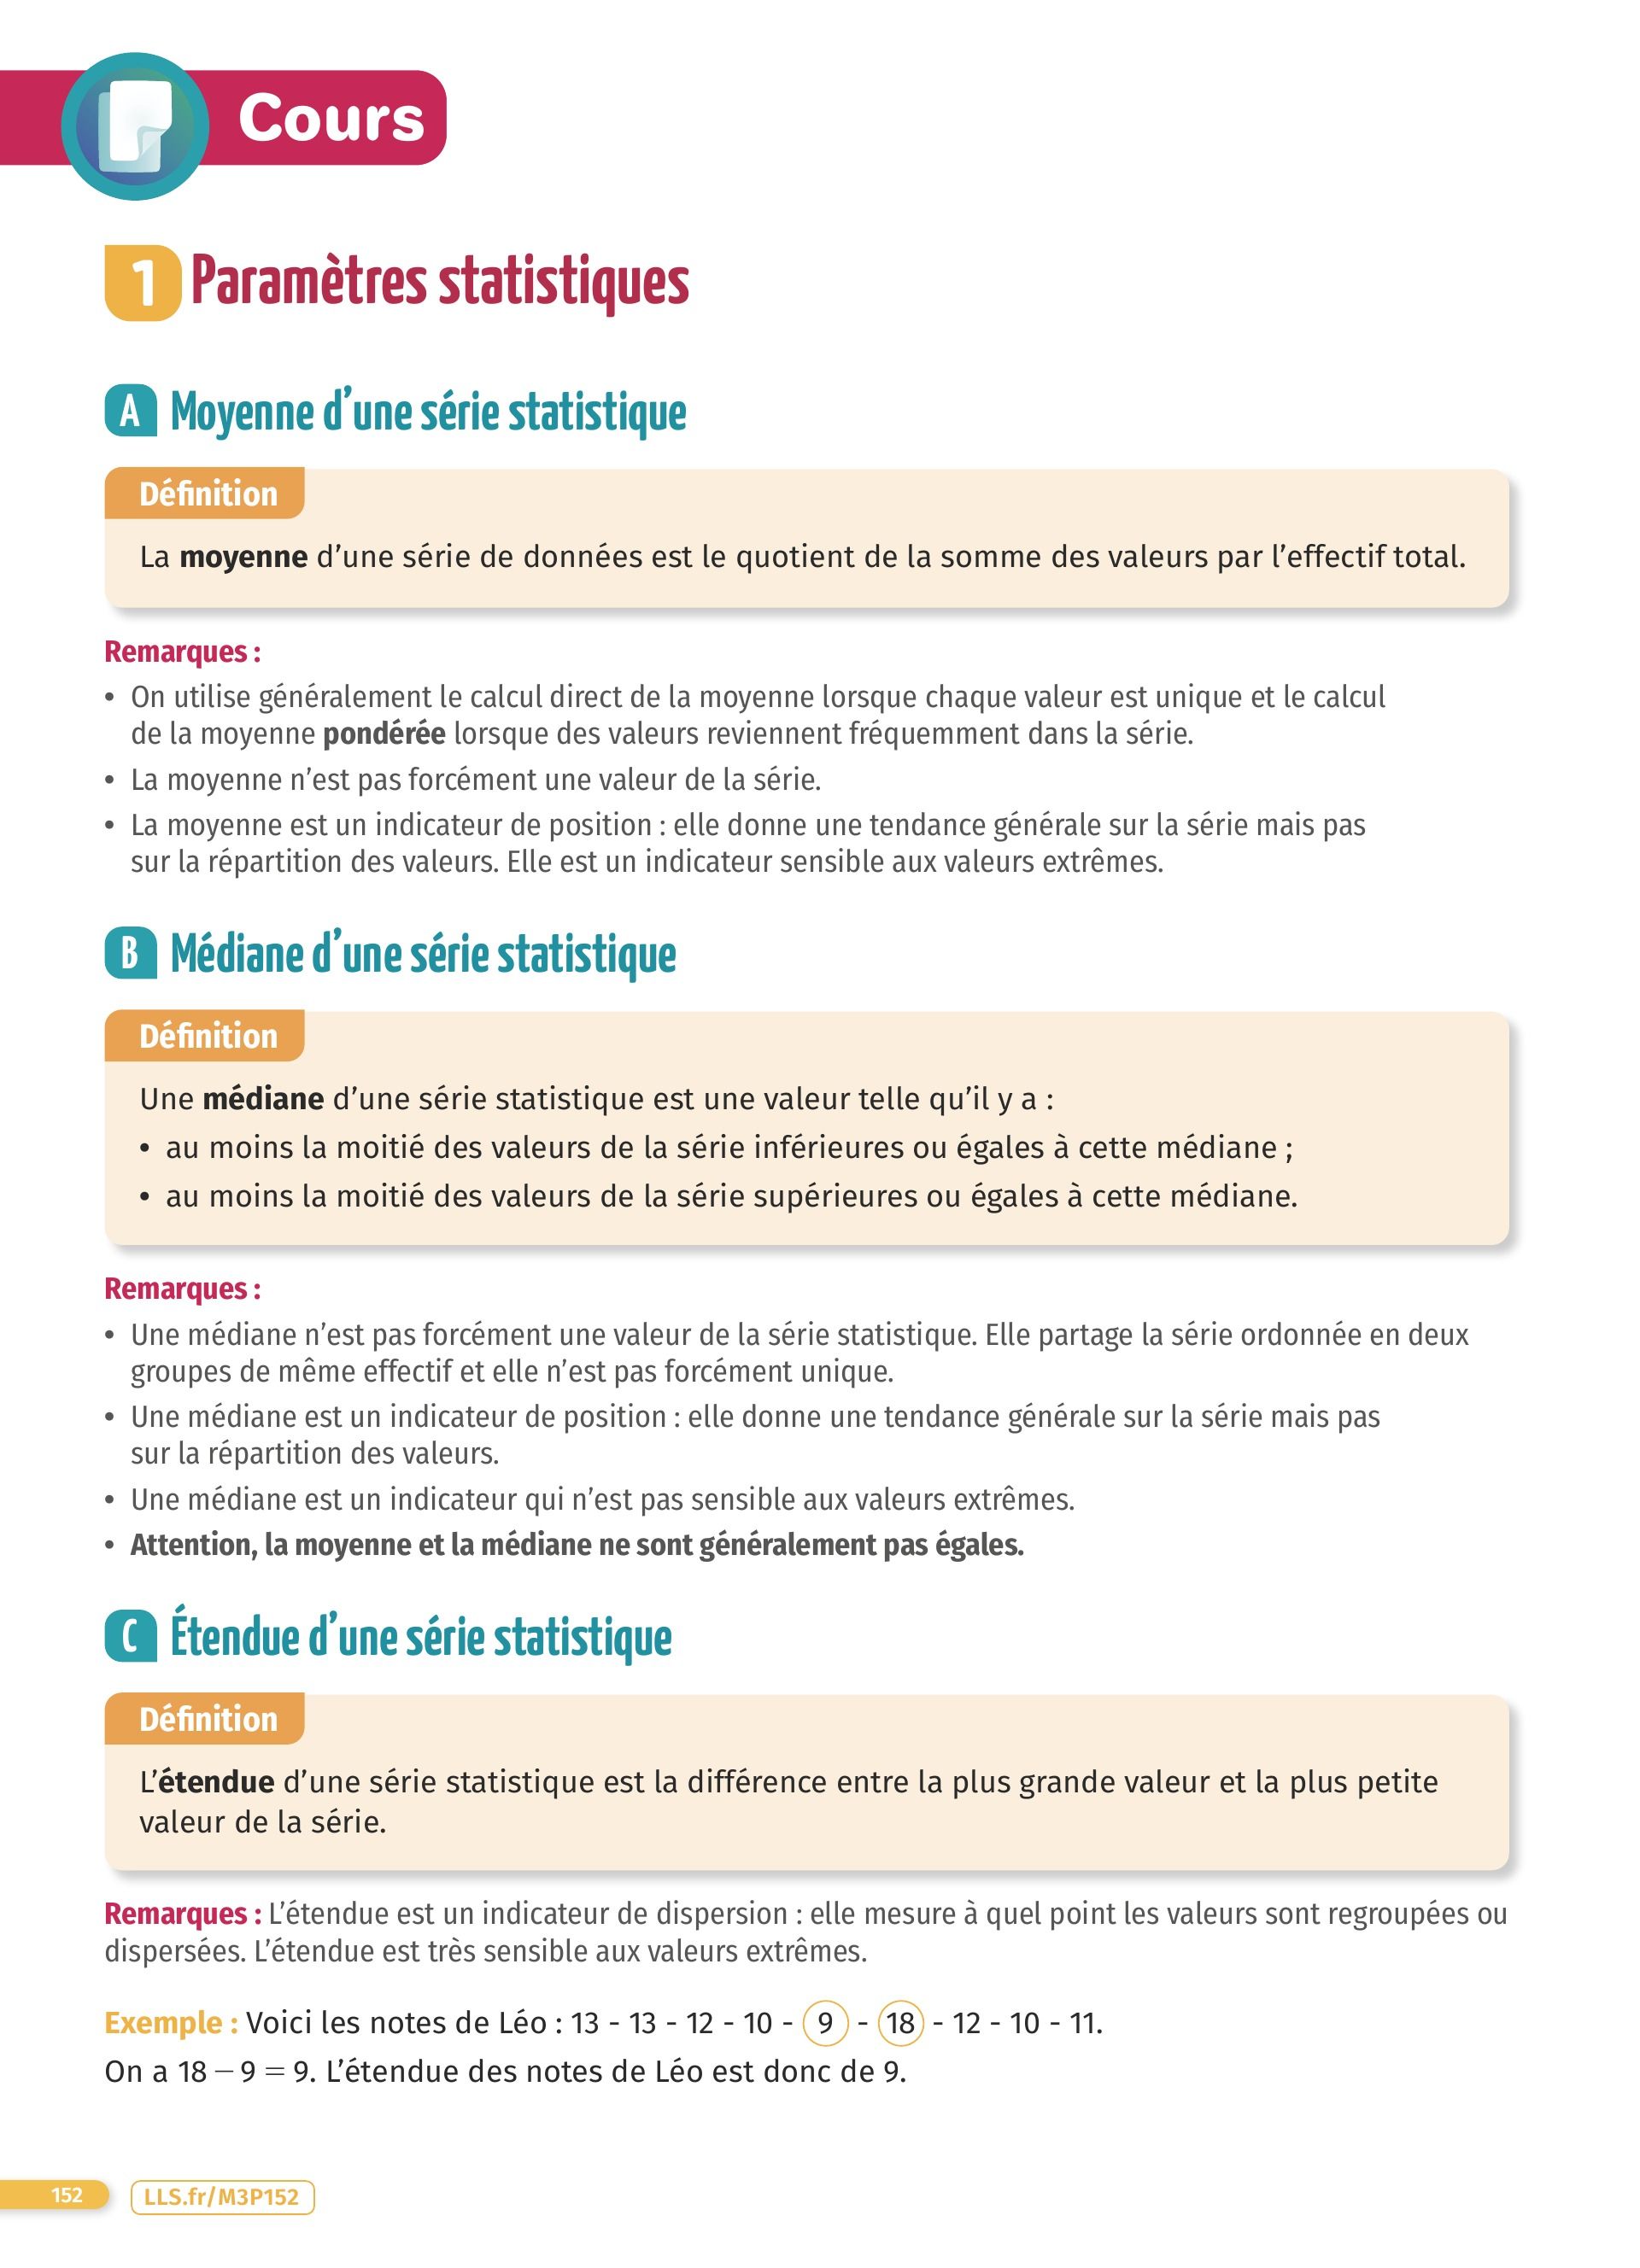 Cours
1 Paramètres statistiques
A Moyenne d’une série statistique
Définition
La moyenne d’une série de données est le quotient de la somme des valeurs par l’effectif total.
Remarques :
• On utilise généralement le calcul direct de la moyenne lorsque chaque valeur est unique et le calcul
de la moyenne pondérée lorsque des valeurs reviennent fréquemment dans la série.
• La moyenne n’est pas forcément une valeur de la série.
• La moyenne est un indicateur de position : elle donne une tendance générale sur la série mais pas
sur la répartition des valeurs. Elle est un indicateur sensible aux valeurs extrêmes.
B Médiane d’une série statistique
Définition
Une médiane d’une série statistique est une valeur telle qu’il y a :
• au moins la moitié des valeurs de la série inférieures ou égales à cette médiane ;
• au moins la moitié des valeurs de la série supérieures ou égales à cette médiane.
Remarques :
• Une médiane n’est pas forcément une valeur de la série statistique. Elle partage la série ordonnée en deux
groupes de même effectif et elle n’est pas forcément unique.
• Une médiane est un indicateur de position : elle donne une tendance générale sur la série mais pas
sur la répartition des valeurs.
• Une médiane est un indicateur qui n’est pas sensible aux valeurs extrêmes.
• Attention, la moyenne et la médiane ne sont généralement pas égales.
C Étendue d’une série statistique
Définition
L’étendue d’une série statistique est la différence entre la plus grande valeur et la plus petite
valeur de la série.
Remarques : L’étendue est un indicateur de dispersion : elle mesure à quel point les valeurs sont regroupées ou
dispersées. L’étendue est très sensible aux valeurs extrêmes.
Exemple : Voici les notes de Léo : 13 - 13 - 12 - 10 - 9 - 18 - 12 - 10 - 11.
On a 18 – 9 = 9. L’étendue des notes de Léo est donc de 9.
152 LLS.fr/M3P152